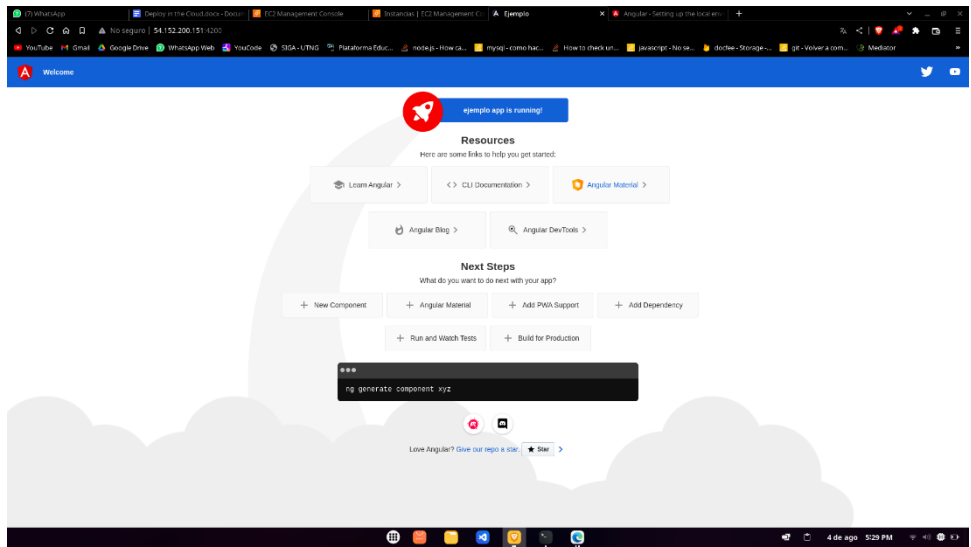 (7) WhatsApp
Deploy in the Cloud.docx - Docum
EC2 Management Console
Instancias | EC2 Management Co
Ejemplo
Angular - Setting up the local env
No seguro | 54.152.200.151:4200
YouTube
Gmail
Google Drive
WhatsApp Web
YouCode
SIGA - UTNG
Plataforma Educ...
node.js - How ca...
mysql - como hac...
How to check un...
javascript - No se...
docfee - Storage -...
git - Volver a com...
Mediator
»
Welcome
ejemplo app is running!
Resources
Here are some links to help you get started:
Learn Angular
CLI Documentation
Angular Material
Angular Blog
Angular DevTools
Next Steps
What do you want to do next with your app?
New Component
Angular Material
Add PWA Support
Add Dependency
Run and Watch Tests
Build for Production
ng generate component xyz
Love Angular? Give our repo a star. Star
4 de ago 5:29 PM